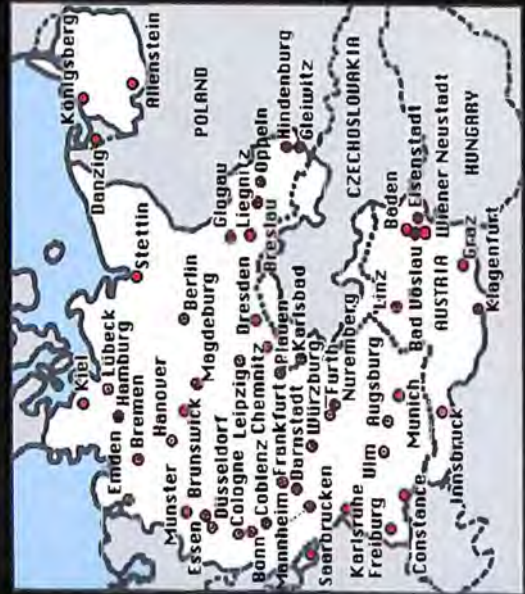 Königsberg
Allenstein
Danzig
POLAND
Stettin
Kiel
Lübeck
Hamburg
Emden
Bremen
Hanover
Berlin
Magdeburg
Münster
Brunswick
Essen
Düsseldorf
Cologne
Leipzig
Dresden
Glogau
Liegnitz
Breslau
Oppeln
Hindenburg
Gleiwitz
Bonn
Coblenz
Chemnitz
Plauen
Karlsbad
Frankfurt
Mannheim
Darmstadt
Würzburg
Furth
Nuremberg
CZECHOSLOVAKIA
Saarbrucken
Karlsruhe
Freiburg
Ulm
Augsburg
Linz
Baden
Eisenstadt
Wiener Neustadt
Bad Vöslau
AUSTRIA
HUNGARY
Constance
Munich
Innsbruck
Graz
Klagenfurt